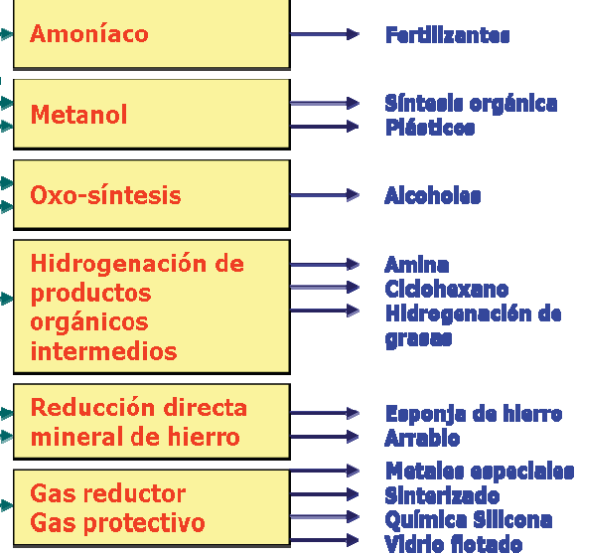 Amoníaco
Fertilizantes
Metanol
Síntesis orgánica
Plásticos
Oxo-síntesis
Alcoholes
Hidrogenación de
productos
orgánicos
intermedios
Amina
Ciclohexano
Hidrogenación de
grasas
Reducción directa
mineral de hierro
Esponja de hierro
Arrabio
Gas reductor
Gas protectivo
Metales especiales
Sinterizado
Química Silicona
Vidrio flotado